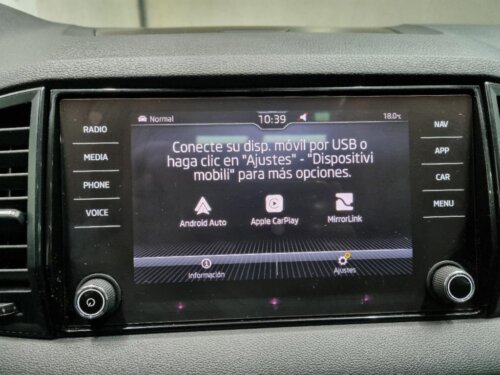 RADIO
MEDIA
PHONE
VOICE
Normal
10:39
18.0°C
Conecte su disp. móvil por USB o
haga clic en "Ajustes" - "Dispositivi
mobili" para más opciones.
Android Auto
Apple CarPlay
MirrorLink
Información
Ajustes
NAV
APP
CAR
MENU